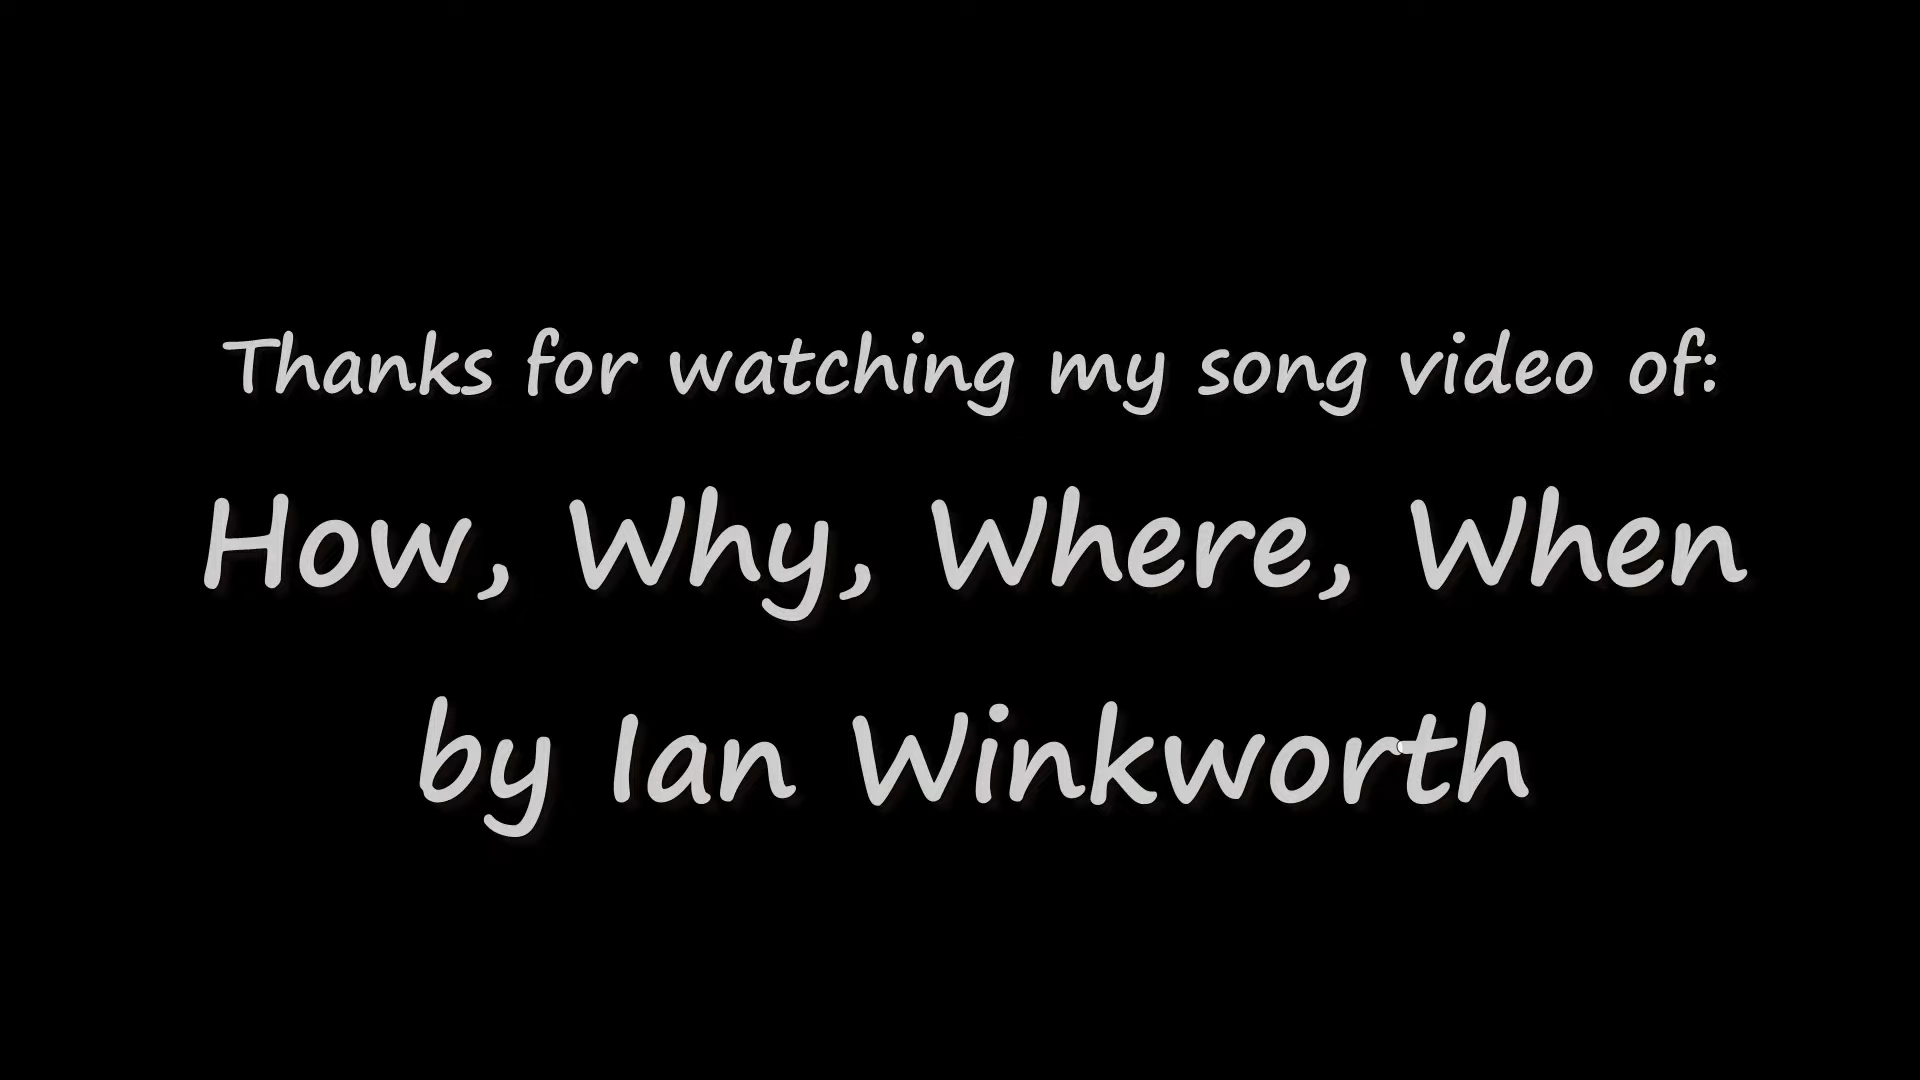 Thanks for watching my song video of:
How, Why, Where, When
by Ian Winkworth